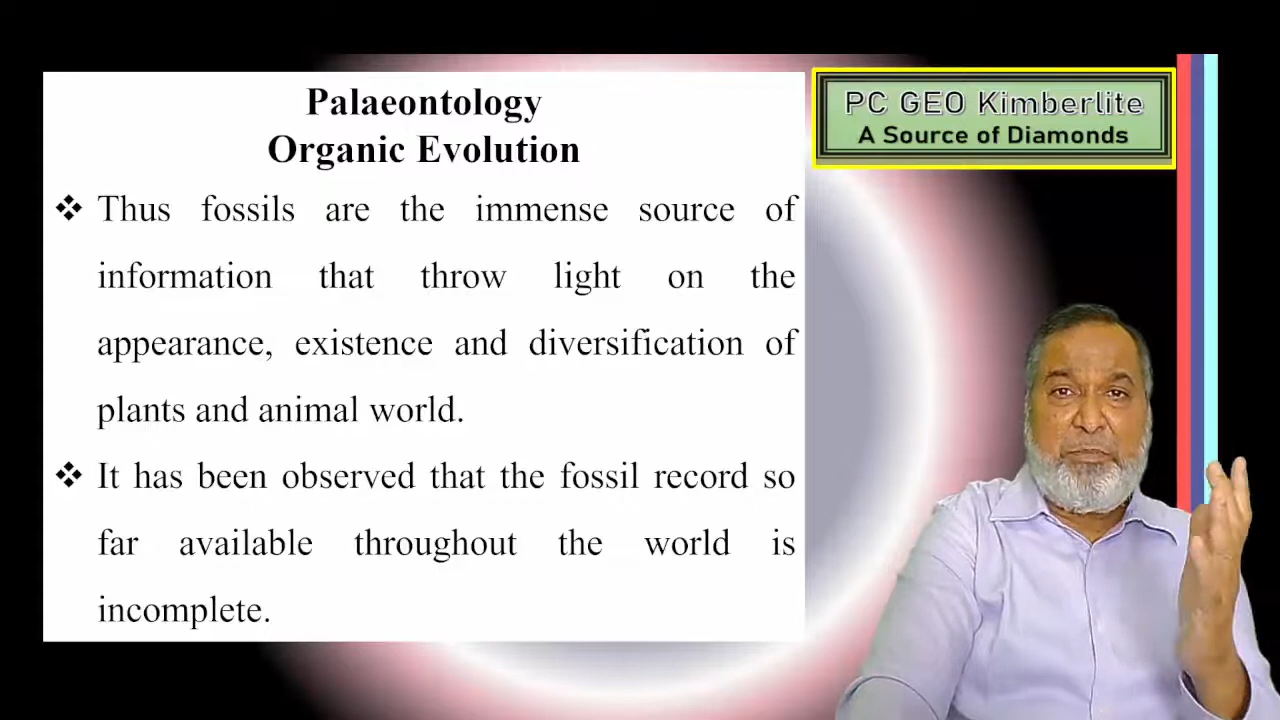 Palaeontology
Organic Evolution
❖ Thus fossils are the immense source of
information that throw light on the
appearance, existence and diversification of
plants and animal world.
❖ It has been observed that the fossil record so
far available throughout the world is
incomplete.
PC GEO Kimberlite
A Source of Diamonds